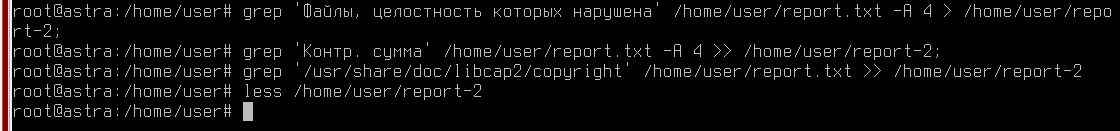 root@astra:/home/user# grep 'Файлы, целостность которых нарушена' /home/user/report.txt -A 4 > /home/user/repo
rt-2;
root@astra:/home/user# grep 'Контр. сумма' /home/user/report.txt -A 4 >> /home/user/report-2;
root@astra:/home/user# grep '/usr/share/doc/libcap2/copyright' /home/user/report.txt >> /home/user/report-2
root@astra:/home/user# less /home/user/report-2
root@astra:/home/user#